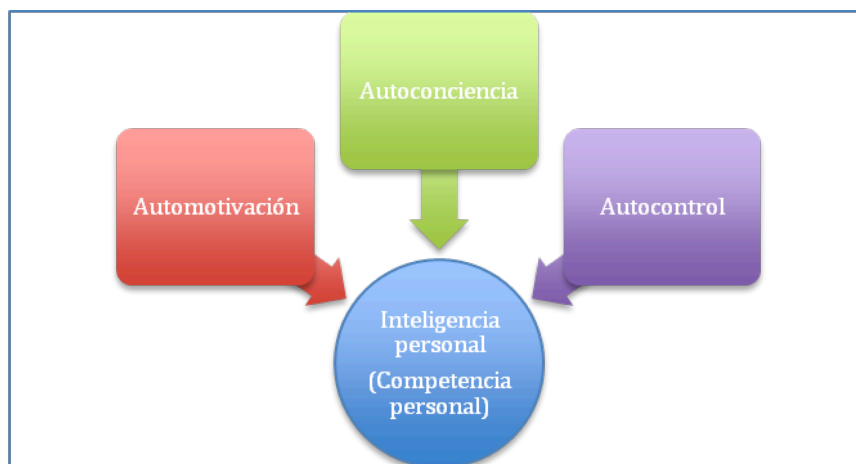 Autoconciencia
Automotivación
Autocontrol
Inteligencia
personal
(Competencia
personal)